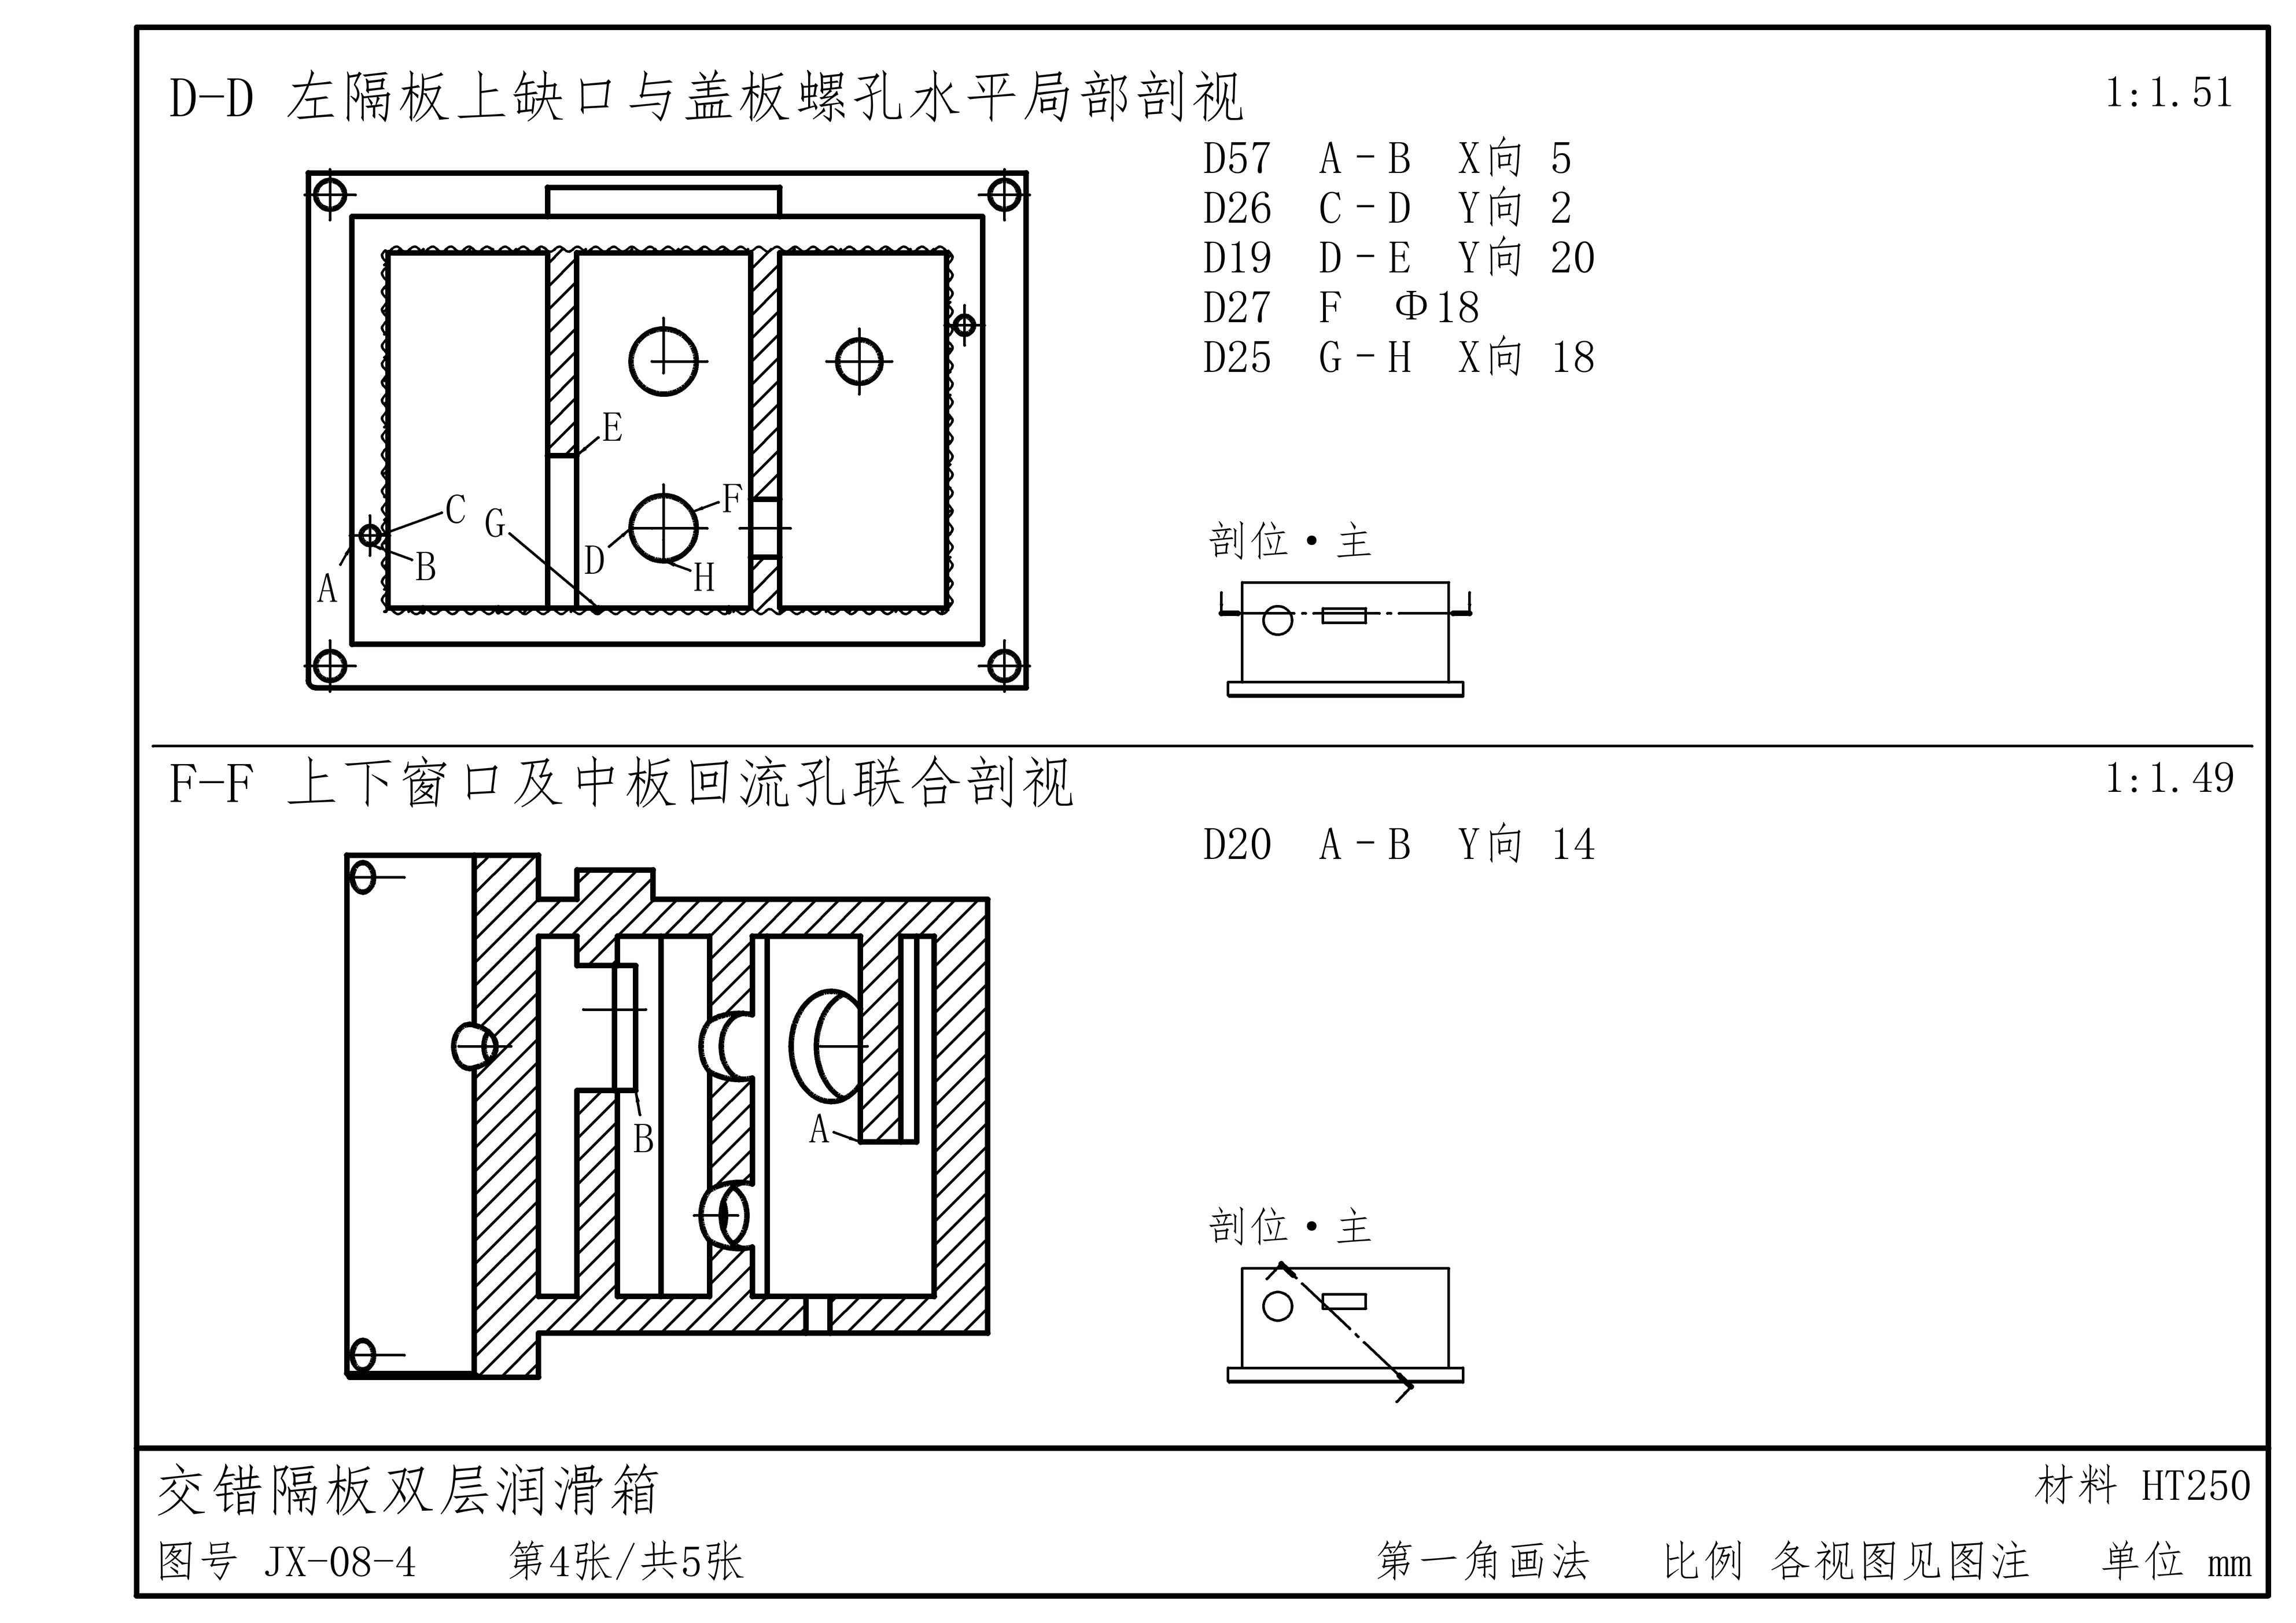 D-D 左隔板上缺口与盖板螺孔水平局部剖视 1:1.51
D57 A-B X向 5
D26 C-D Y向 2
D19 D-E Y向 20
D27 F Φ18
D25 G-H X向 18
E
C
G
F
D
B
H
A
剖位·主
F-F 上下窗口及中板回流孔联合剖视 1:1.49
D20 A-B Y向 14
A
B
剖位·主
交错隔板双层润滑箱 材料 HT250
图号 JX-08-4 第4张/共5张 第一角画法 比例 各视图见图注 单位 mm